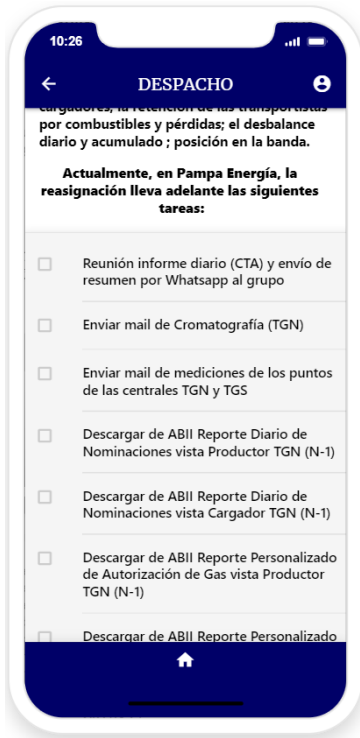 10:26
DESPACHO
cargadores, la retención de las transportistas
por combustibles y pérdidas; el desbalance
diario y acumulado ; posición en la banda.
Actualmente, en Pampa Energía, la
reasignación lleva adelante las siguientes
tareas:
Reunión informe diario (CTA) y envío de
resumen por Whatsapp al grupo
Enviar mail de Cromatografía (TGN)
Enviar mail de mediciones de los puntos
de las centrales TGN y TGS
Descargar de ABII Reporte Diario de
Nominaciones vista Productor TGN (N-1)
Descargar de ABII Reporte Diario de
Nominaciones vista Cargador TGN (N-1)
Descargar de ABII Reporte Personalizado
de Autorización de Gas vista Productor
TGN (N-1)
Descargar de ABII Reporte Personalizado